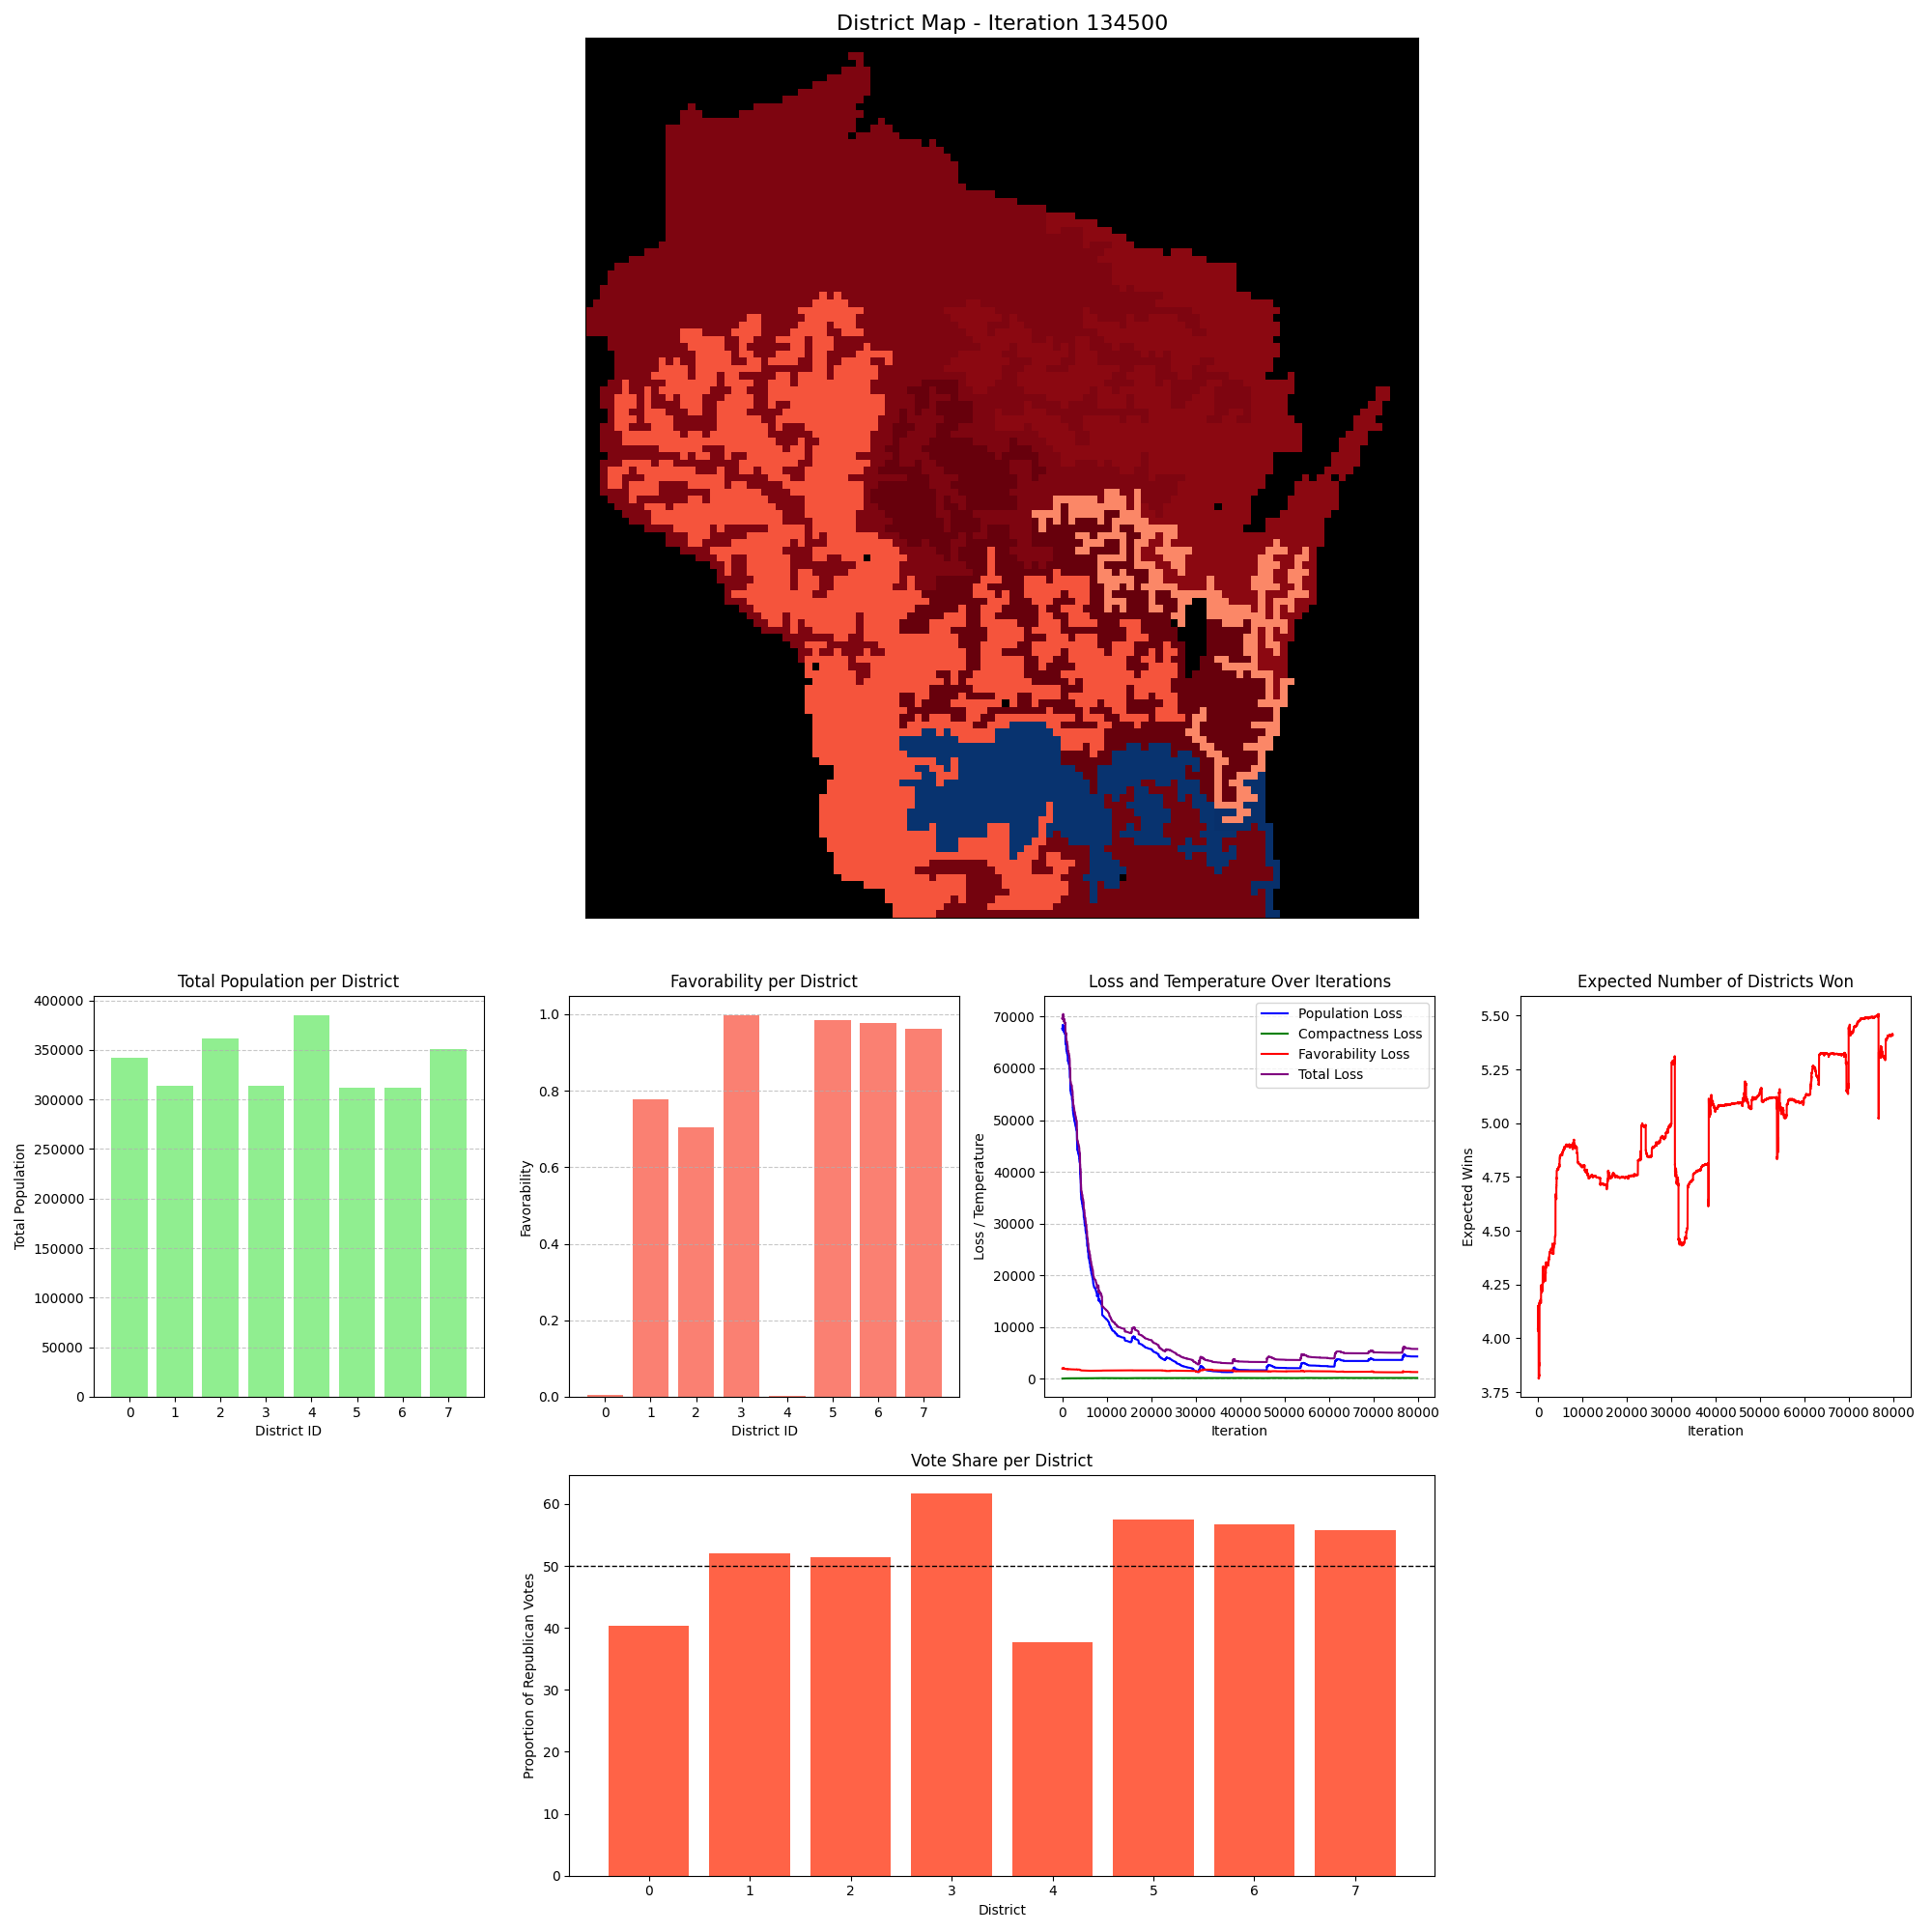 District Map - Iteration 134500
Total Population per District
400000
350000
300000
250000
200000
150000
100000
50000
0
Total Population
0 1 2 3 4 5 6 7
District ID
Favorability per District
1.0
0.8
0.6
0.4
0.2
0.0
Favorability
0 1 2 3 4 5 6 7
District ID
Loss and Temperature Over Iterations
Population Loss
Compactness Loss
Favorability Loss
Total Loss
70000
60000
50000
40000
30000
20000
10000
0
Loss / Temperature
0 10000 20000 30000 40000 50000 60000 70000 80000
Iteration
Expected Number of Districts Won
5.50
5.25
5.00
4.75
4.50
4.25
4.00
3.75
Expected Wins
0 10000 20000 30000 40000 50000 60000 70000 80000
Iteration
Vote Share per District
60
50
40
30
20
10
0
Proportion of Republican Votes
0 1 2 3 4 5 6 7
District